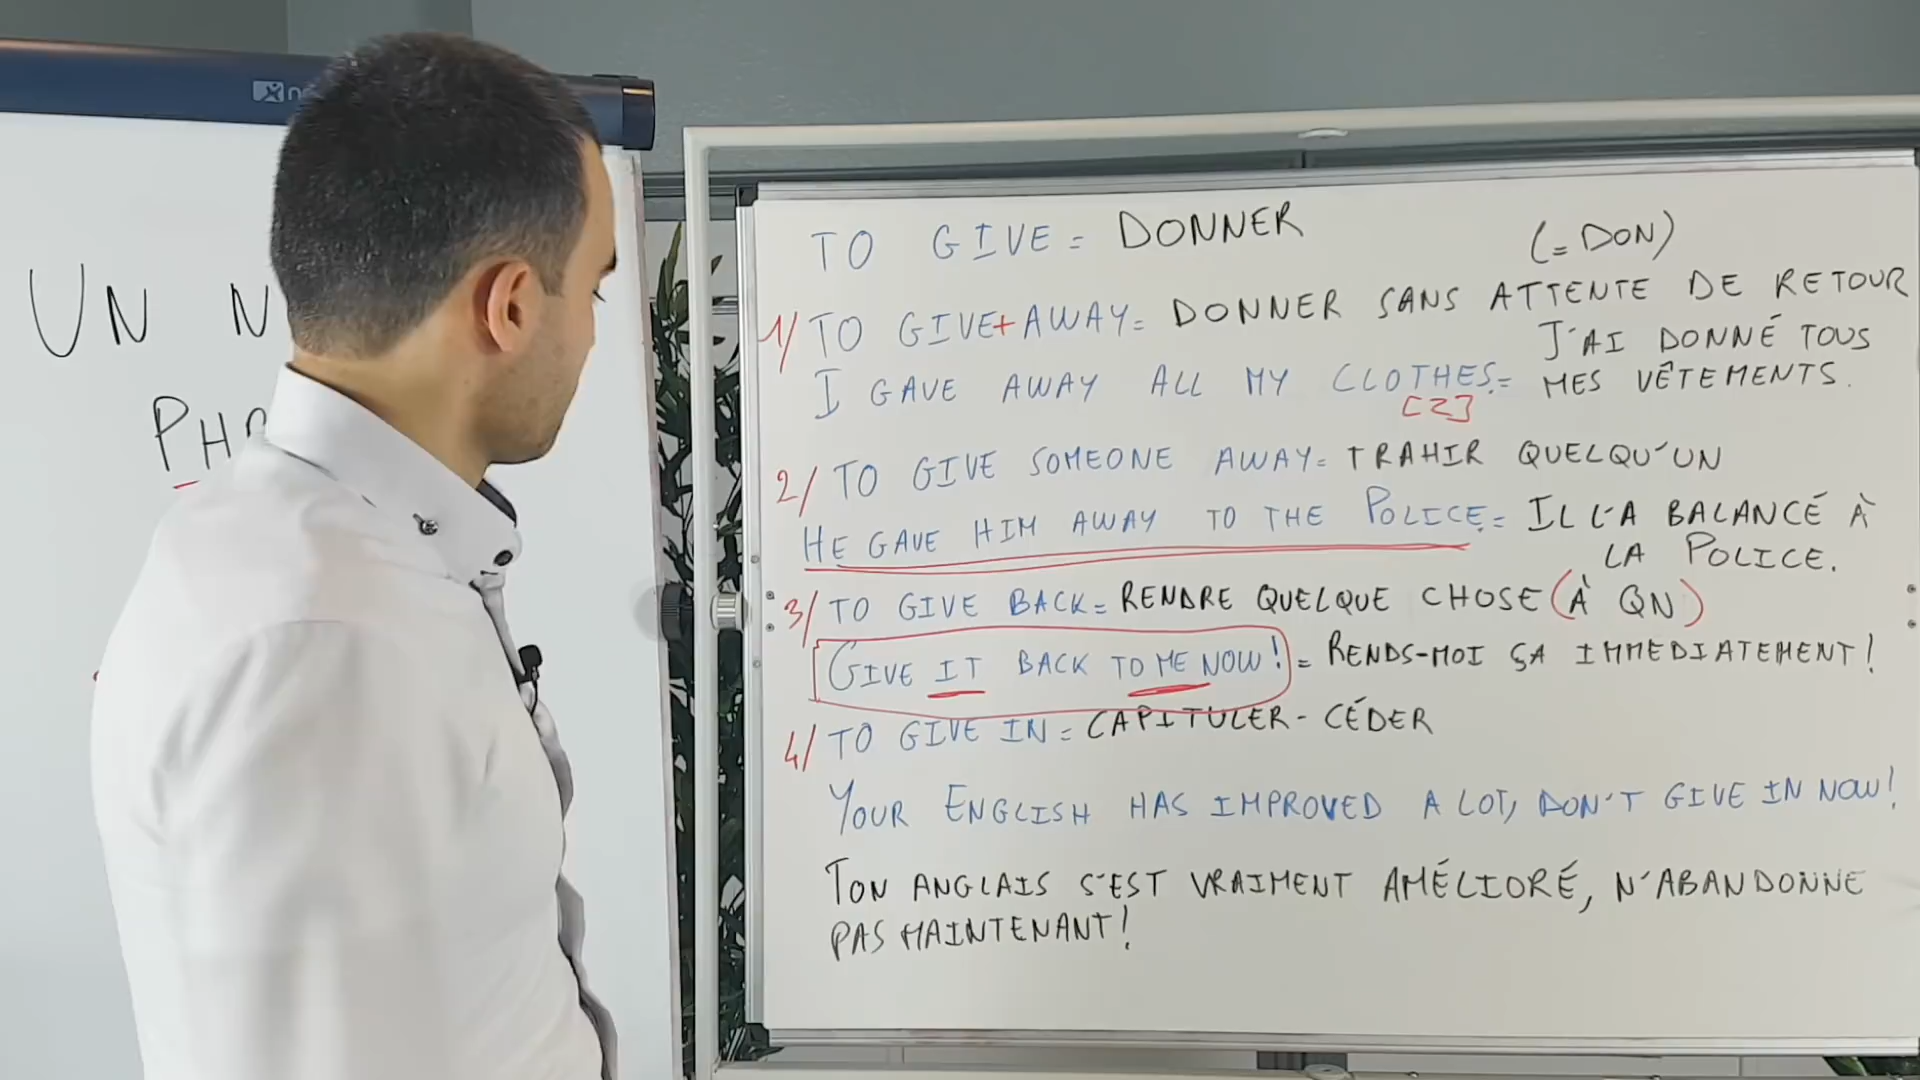 UN N
PH
TO GIVE = DONNER
(= DON)
1/ TO GIVE + AWAY = DONNER SANS ATTENTE DE RETOUR
I GAVE AWAY ALL MY CLOTHES. = J'AI DONNÉ TOUS
MES VÊTEMENTS.
[Z]
2/ TO GIVE SOMEONE AWAY = TRAHIR QUELQU'UN
HE GAVE HIM AWAY TO THE POLICE. = IL L'A BALANCÉ À
LA POLICE.
3/ TO GIVE BACK = RENDRE QUELQUE CHOSE (À QN)
GIVE IT BACK TO ME NOW! = RENDS-MOI ÇA IMMEDIATEMENT!
4/ TO GIVE IN = CAPITULER - CÉDER
YOUR ENGLISH HAS IMPROVED A LOT, DON'T GIVE IN NOW!
TON ANGLAIS S'EST VRAIMENT AMÉLIORÉ, N'ABANDONNE
PAS MAINTENANT!